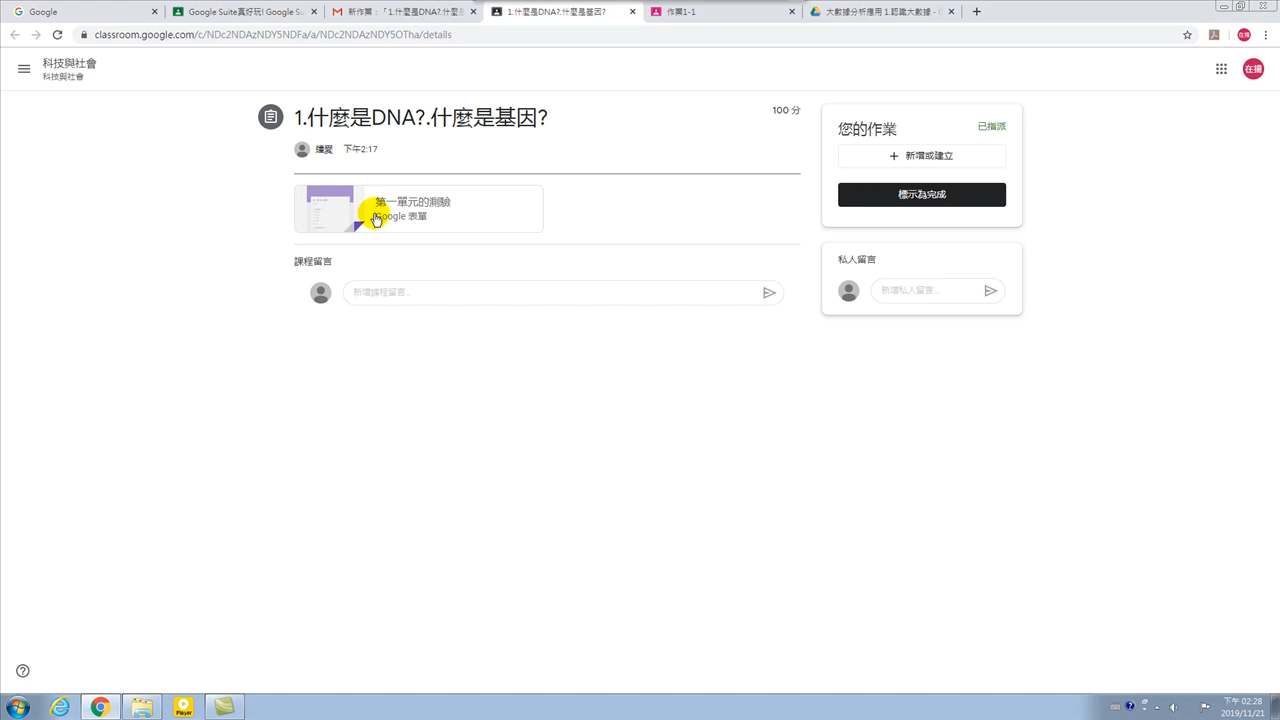 Google
Google Suite真好玩! Google Su
新作業：「1.什麼是DNA?.什麼是
1.什麼是DNA?.什麼是基因?
作業1-1
大數據分析應用 1.認識大數據 - G
classroom.google.com/c/NDc2NDAzNDY5NDFa/a/NDc2NDAzNDY5OTha/details
科技與社會
科技與社會
在揚
1.什麼是DNA?.什麼是基因?
100 分
下午2:17
第一單元的測驗
Google 表單
課程留言
新增課程留言...
您的作業
已指派
+ 新增或建立
標示為完成
私人留言
新增私人留言...
Player
下午 02:28
2019/11/21